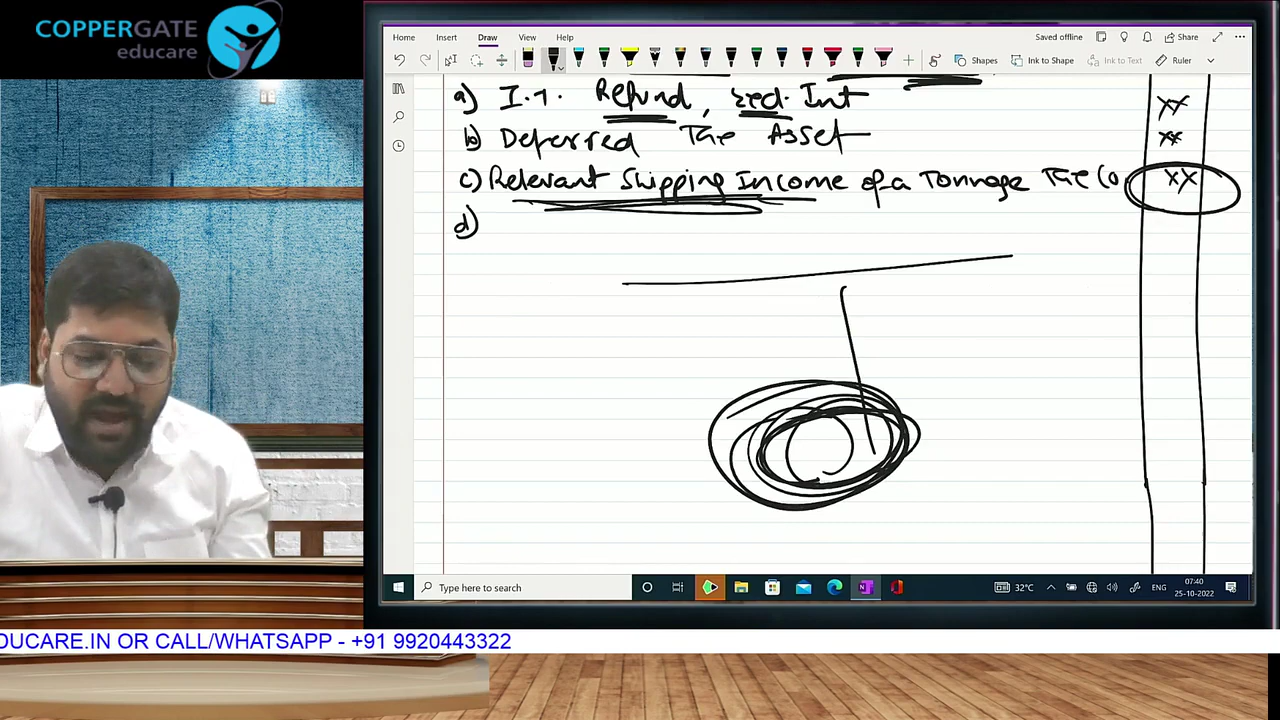 COPPERGATE
educare
Home Insert Draw View Help
Saved offline Share
Shapes Ink to Shape Ink to Text Ruler
a) I.T. Refund, red. Int XX
b) Deferred Tax Asset XX
c) Relevant Shipping Income of a Tonnage Tax Co XX
d)
Type here to search
32°C ENG 07:40
25-10-2022
EDUCARE.IN OR CALL/WHATSAPP - +91 9920443322